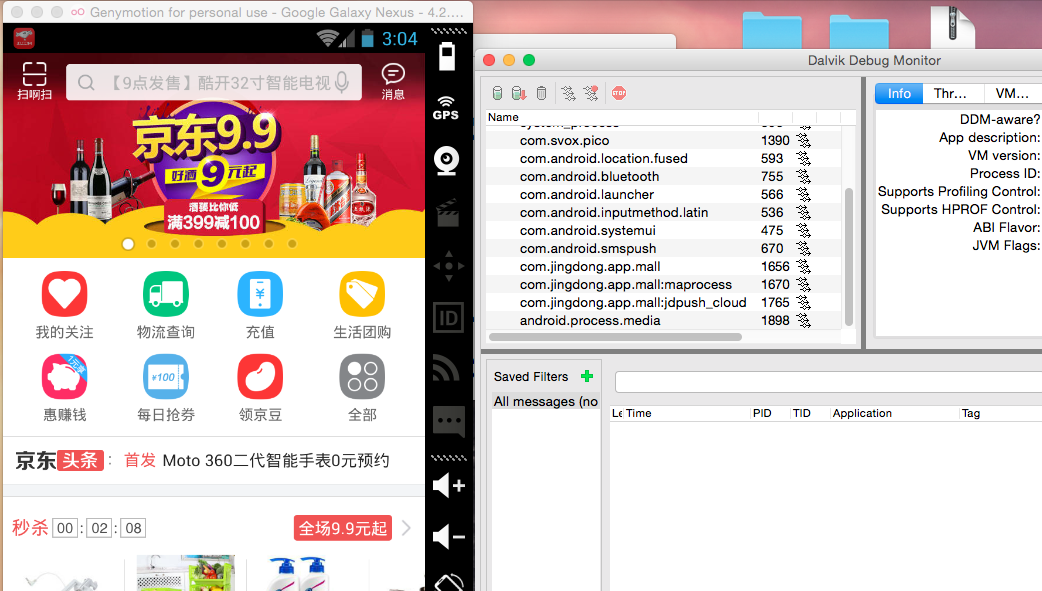 Genymotion for personal use - Google Galaxy Nexus - 4.2....
3:04
扫啊扫
【9点发售】酷开32寸智能电视
消息
京东9.9
好酒9元起
酒装比你低
满399减100
我的关注
物流查询
充值
生活团购
1元享
¥100
惠赚钱
每日抢券
领京豆
全部
京东头条:
首发 Moto 360二代智能手表0元预约
秒杀 00 : 02 : 08
全场9.9元起
GPS
ID
Dalvik Debug Monitor
STOP
Name
com.svox.pico 1390
com.android.location.fused 593
com.android.bluetooth 755
com.android.launcher 566
com.android.inputmethod.latin 536
com.android.systemui 475
com.android.smspush 670
com.jingdong.app.mall 1656
com.jingdong.app.mall:maprocess 1670
com.jingdong.app.mall:jdpush_cloud 1765
android.process.media 1898
Info Thr... VM...
DDM-aware?
App description:
VM version:
Process ID:
Supports Profiling Control:
Supports HPROF Control:
ABI Flavor:
JVM Flags:
Saved Filters
All messages (no
Le Time PID TID Application Tag